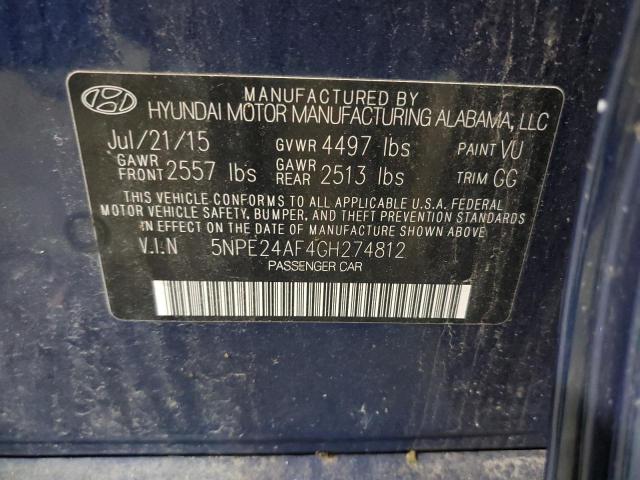 MANUFACTURED BY
HYUNDAI MOTOR MANUFACTURING ALABAMA, LLC
Jul/21/15 GVWR 4497 lbs PAINT VU
GAWR FRONT 2557 lbs GAWR REAR 2513 lbs TRIM GG
THIS VEHICLE CONFORMS TO ALL APPLICABLE U.S.A. FEDERAL
MOTOR VEHICLE SAFETY, BUMPER, AND THEFT PREVENTION STANDARDS
IN EFFECT ON THE DATE OF MANUFACTURE SHOWN ABOVE.
V.I.N 5NPE24AF4GH274812
PASSENGER CAR